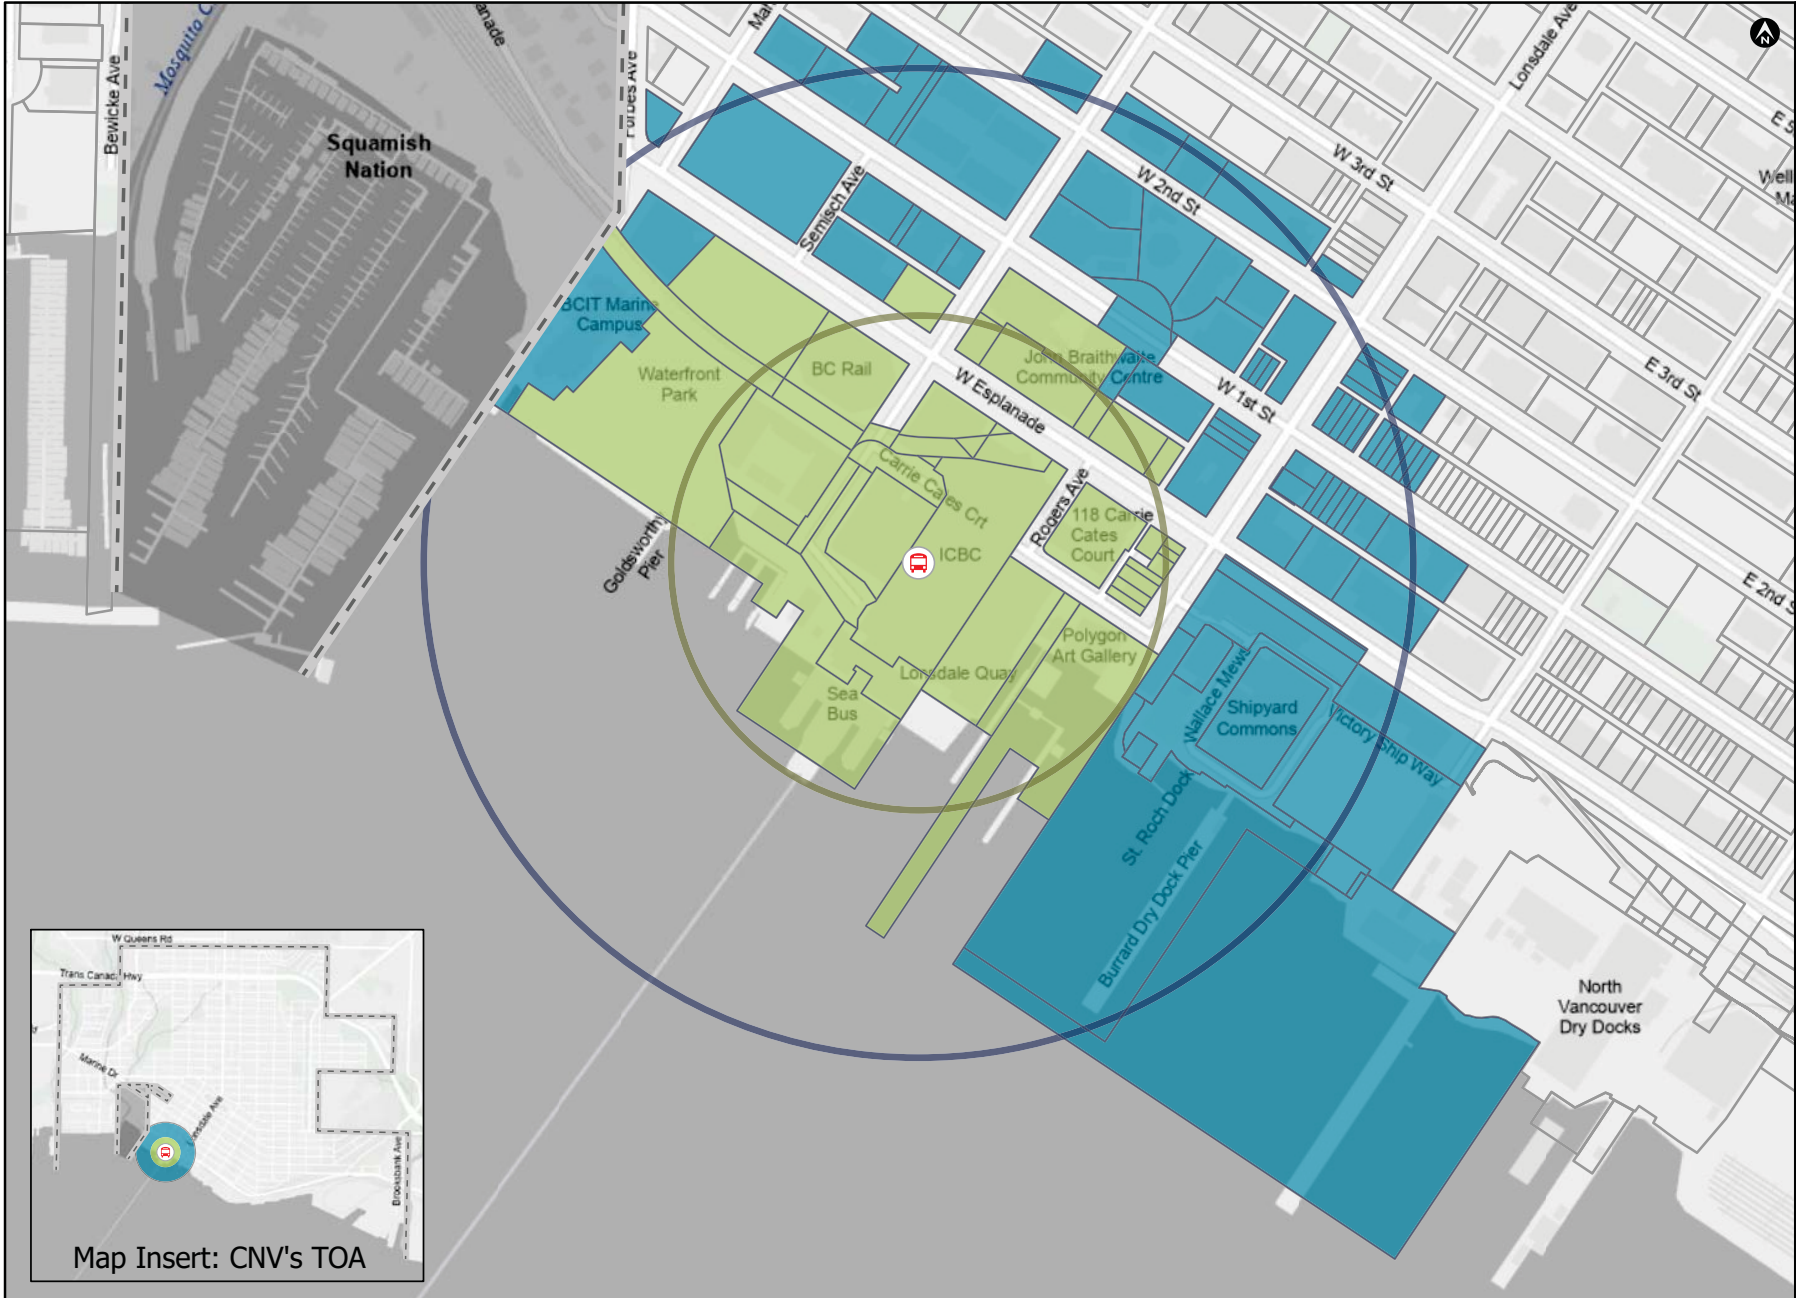 Mosquito C
anade
Bewicke Ave
Forbes Ave
Squamish
Nation
Lonsdale Ave
N
E 5
W 3rd St
W 2nd St
Semisch Ave
BCIT Marine
Campus
Waterfront
Park
BC Rail
John Braithwaite
Community Centre
W Esplanade
W 1st St
E 3rd St
Carrie Cates Crt
Rogers Ave
118 Carrie
Cates
Court
ICBC
Goldsworthy
Pier
E 2nd S
Polygon
Art Gallery
Lonsdale Quay
Sea
Bus
Wallace Mews
Shipyard
Commons
Victory Ship Way
St. Roch Dock
Burrard Dry Dock Pier
North
Vancouver
Dry Docks
W Queens Rd
Trans Canada Hwy
Marine Dr
Lonsdale Ave
Brooksbank Ave
Map Insert: CNV's TOA